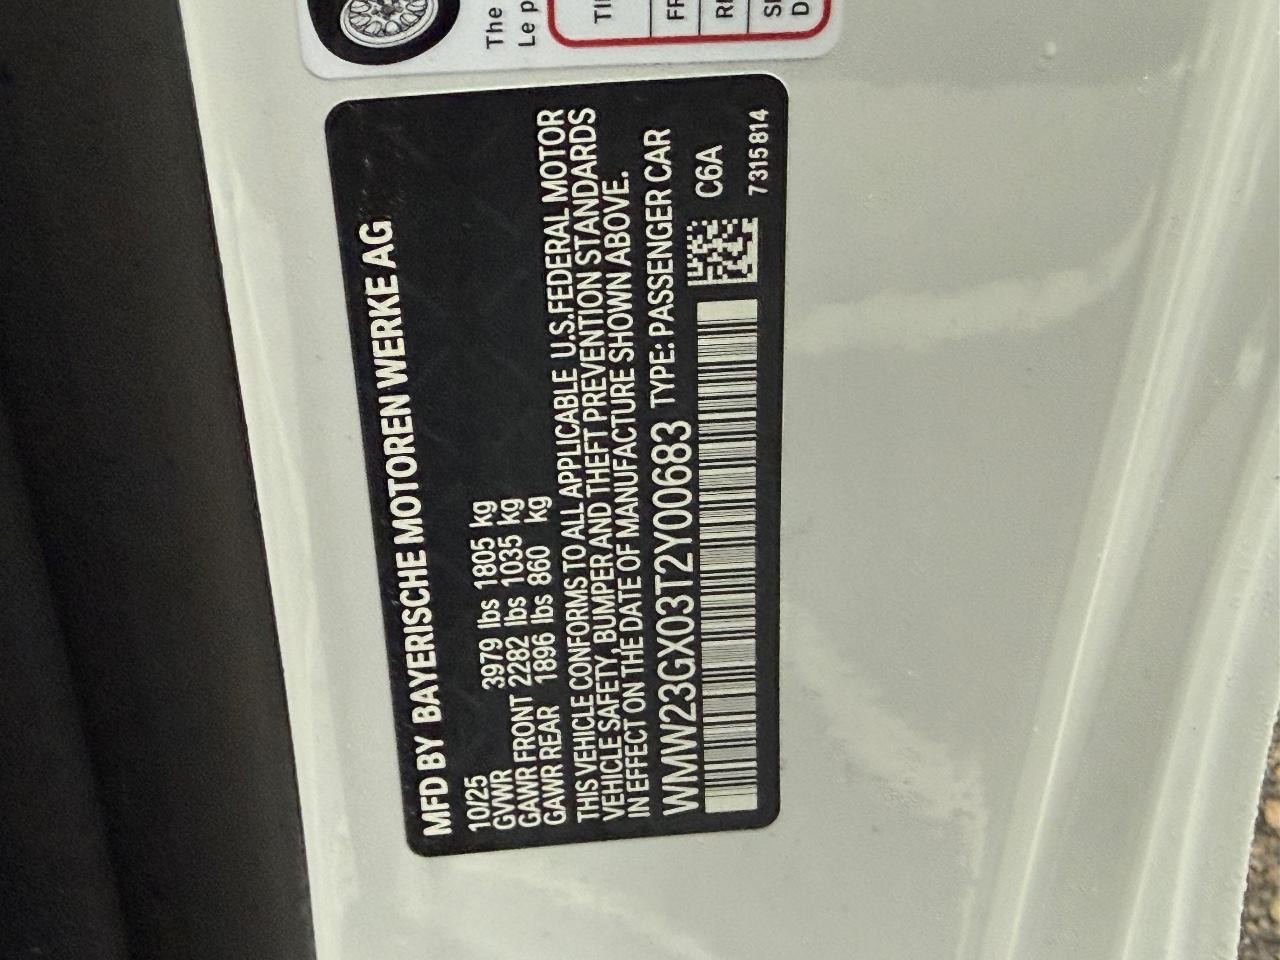 The
Le p
MFD BY BAYERISCHE MOTOREN WERKE AG
10/25
GVWR 3979 lbs 1805 kg
GAWR FRONT 2282 lbs 1035 kg
GAWR REAR 1896 lbs 860 kg
THIS VEHICLE CONFORMS TO ALL APPLICABLE U.S.FEDERAL MOTOR
VEHICLE SAFETY, BUMPER AND THEFT PREVENTION STANDARDS
IN EFFECT ON THE DATE OF MANUFACTURE SHOWN ABOVE.
WMW23GX03T2Y00683 TYPE: PASSENGER CAR
C6A
7315814